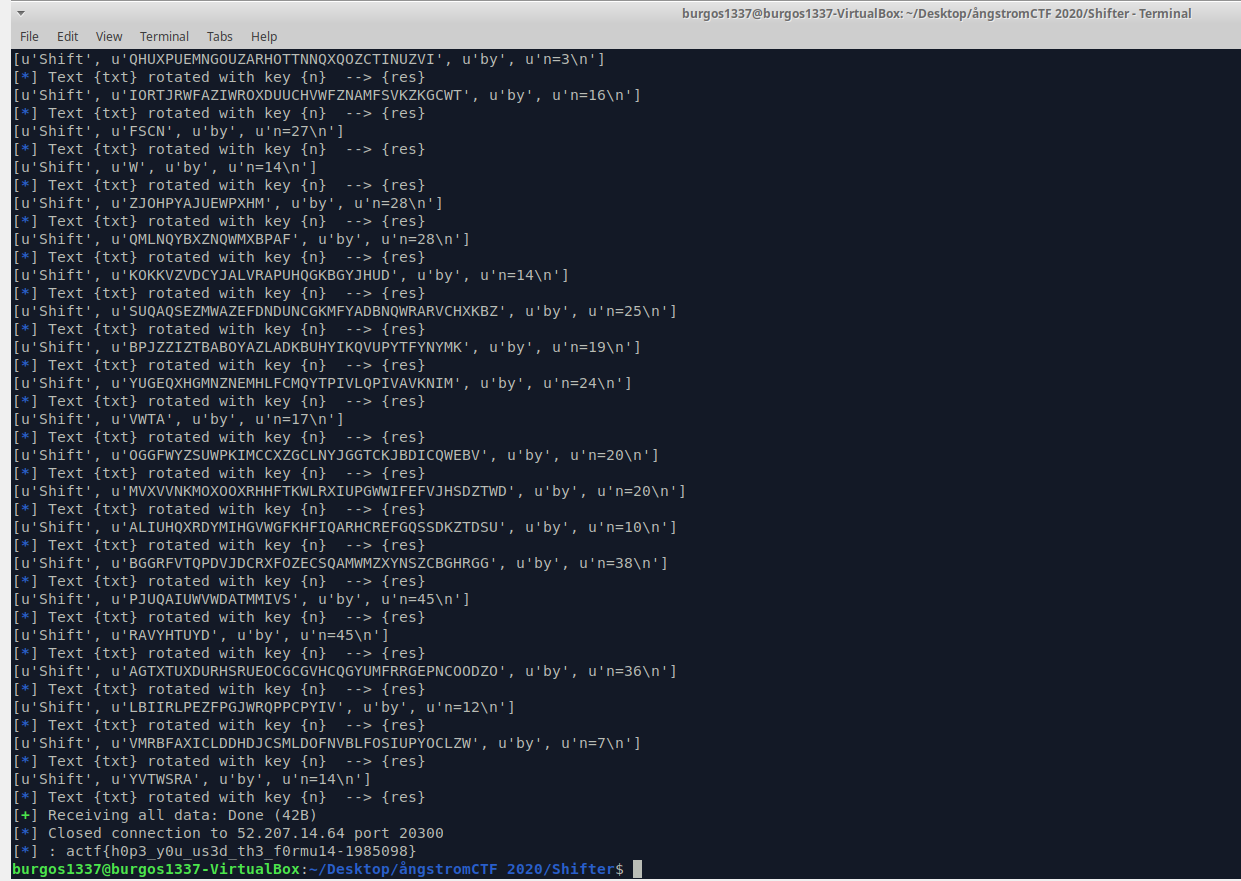 burgos1337@burgos1337-VirtualBox: ~/Desktop/ångstromCTF 2020/Shifter - Terminal
File Edit View Terminal Tabs Help
[u'Shift', u'QHUXPUEMNGOUZARHOTTNNQXQOZCTINUZVI', u'by', u'n=3\n']
[*] Text {txt} rotated with key {n}  --> {res}
[u'Shift', u'IORTJRWFAZIWROXDUUCHVWFZNAMFSVKZKGCWT', u'by', u'n=16\n']
[*] Text {txt} rotated with key {n}  --> {res}
[u'Shift', u'FSCN', u'by', u'n=27\n']
[*] Text {txt} rotated with key {n}  --> {res}
[u'Shift', u'W', u'by', u'n=14\n']
[*] Text {txt} rotated with key {n}  --> {res}
[u'Shift', u'ZJOHPYAJUEWPXHM', u'by', u'n=28\n']
[*] Text {txt} rotated with key {n}  --> {res}
[u'Shift', u'QMLNQYBXZNQWMXBPAF', u'by', u'n=28\n']
[*] Text {txt} rotated with key {n}  --> {res}
[u'Shift', u'KOKKVZVDCYJALVRAPUHQGKBGYJHUD', u'by', u'n=14\n']
[*] Text {txt} rotated with key {n}  --> {res}
[u'Shift', u'SUQAQSEZMWAZEFDNDUNCGKMFYADBNQWRARVCHXKBZ', u'by', u'n=25\n']
[*] Text {txt} rotated with key {n}  --> {res}
[u'Shift', u'BPJZZIZTBABOYAZLADKBUHYIKQVUPYTFYNYMK', u'by', u'n=19\n']
[*] Text {txt} rotated with key {n}  --> {res}
[u'Shift', u'YUGEQXHGMNZNEMHLFCMQYTPIVLQPIVAVKNIM', u'by', u'n=24\n']
[*] Text {txt} rotated with key {n}  --> {res}
[u'Shift', u'VWTA', u'by', u'n=17\n']
[*] Text {txt} rotated with key {n}  --> {res}
[u'Shift', u'OGGFWYZSUWPKIMCCXZGCLNYJGGTCKJBDICQWEBV', u'by', u'n=20\n']
[*] Text {txt} rotated with key {n}  --> {res}
[u'Shift', u'MVXVVNKMOXOOXRHHFTKWLRXIUPGWWIFEFVJHSDZTWD', u'by', u'n=20\n']
[*] Text {txt} rotated with key {n}  --> {res}
[u'Shift', u'ALIUHQXRDYMIHGVWGFKHFIQARHCREFGQSSDKZTDSU', u'by', u'n=10\n']
[*] Text {txt} rotated with key {n}  --> {res}
[u'Shift', u'BGGRFVTQPDVJDCRXFOZECSQAMWMZXYNSZCBGHRGG', u'by', u'n=38\n']
[*] Text {txt} rotated with key {n}  --> {res}
[u'Shift', u'PJUQAIUWVWDATMMIVS', u'by', u'n=45\n']
[*] Text {txt} rotated with key {n}  --> {res}
[u'Shift', u'RAVYHTUYD', u'by', u'n=45\n']
[*] Text {txt} rotated with key {n}  --> {res}
[u'Shift', u'AGTXTUXDURHSRUEOCGCGVHCQGYUMFRRGEPNCOODZO', u'by', u'n=36\n']
[*] Text {txt} rotated with key {n}  --> {res}
[u'Shift', u'LBIIRLPEZFPGJWRQPPCPYIV', u'by', u'n=12\n']
[*] Text {txt} rotated with key {n}  --> {res}
[u'Shift', u'VMRBFAXICLDDHDJCSMLDOFNVBLFOSIUPYOCLZW', u'by', u'n=7\n']
[*] Text {txt} rotated with key {n}  --> {res}
[u'Shift', u'YVTWSRA', u'by', u'n=14\n']
[*] Text {txt} rotated with key {n}  --> {res}
[+] Receiving all data: Done (42B)
[*] Closed connection to 52.207.14.64 port 20300
[*] : actf{h0p3_y0u_us3d_th3_f0rmu14-1985098}
burgos1337@burgos1337-VirtualBox:~/Desktop/ångstromCTF 2020/Shifter$